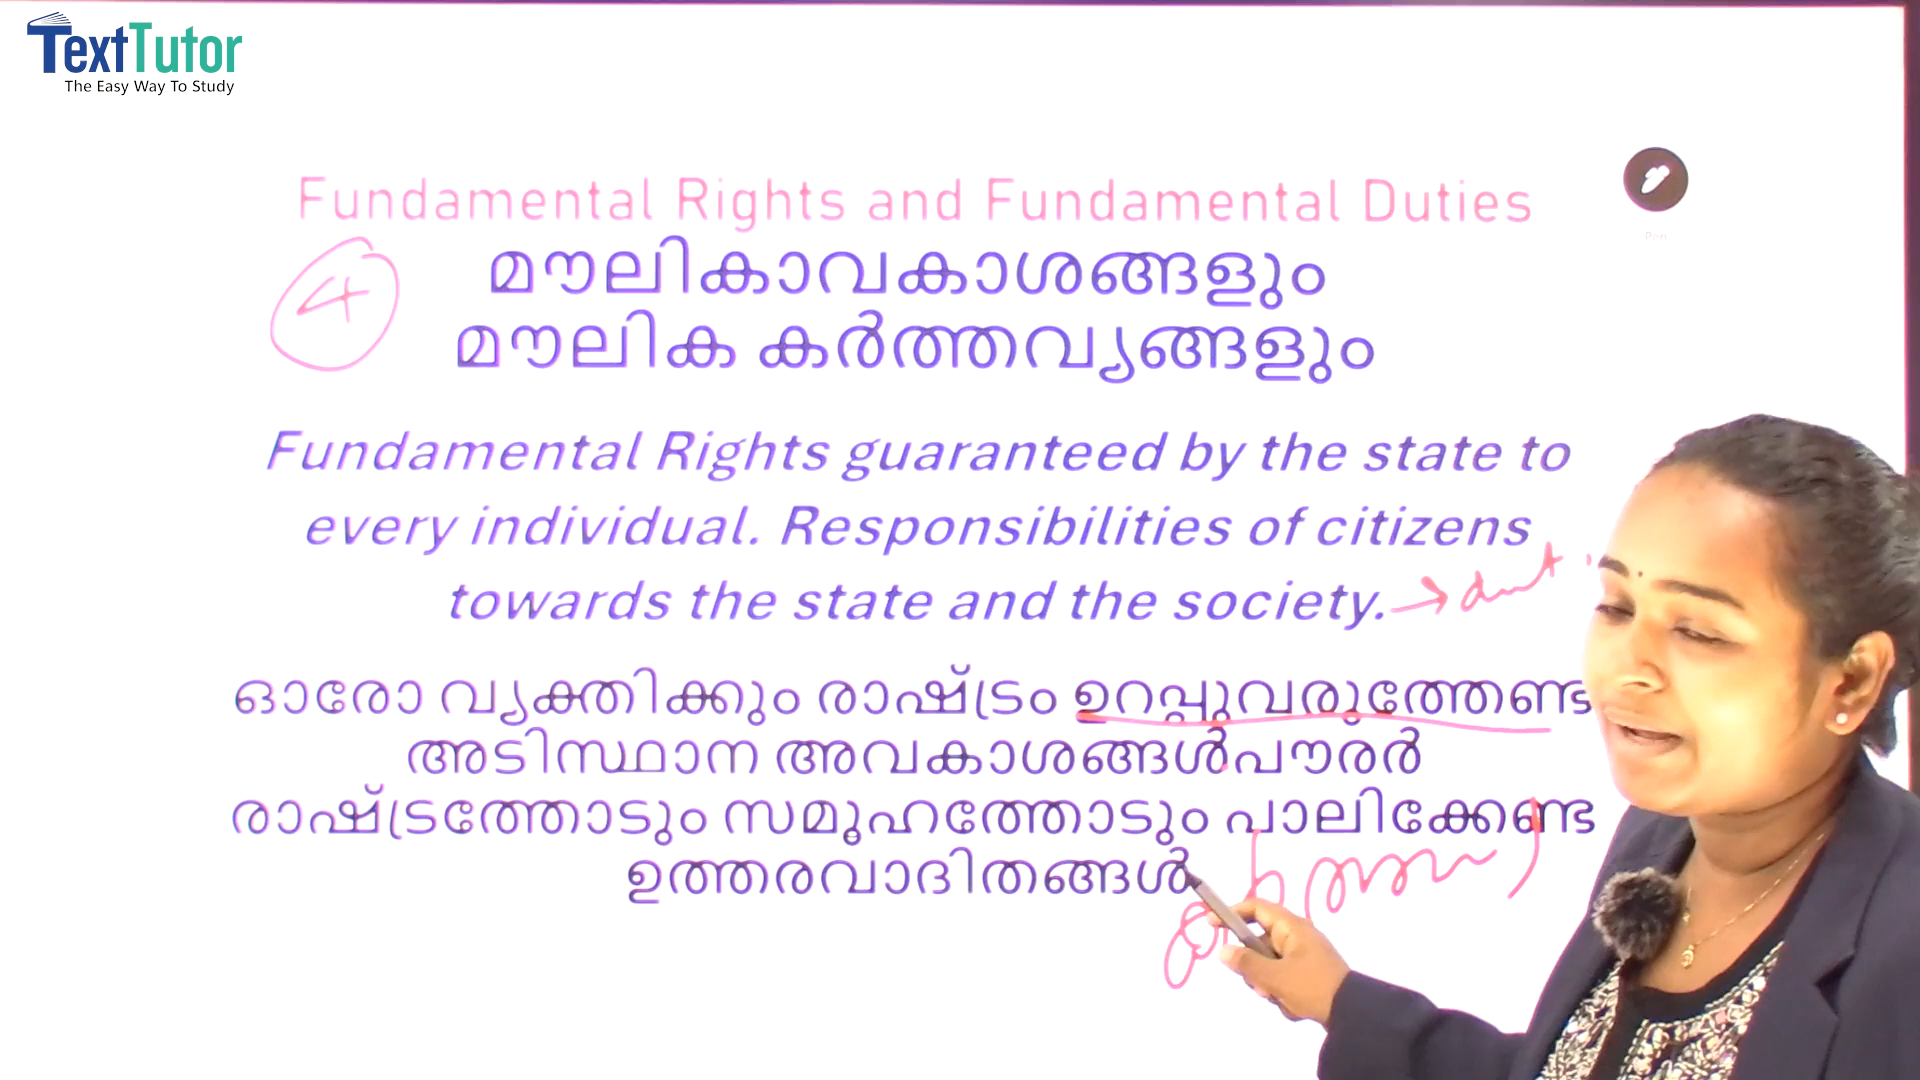 TextTutor
The Easy Way To Study
Fundamental Rights and Fundamental Duties
മൗലികാവകാശങ്ങളും
4
മൗലിക കർത്തവ്യങ്ങളും
Fundamental Rights guaranteed by the state to
every individual. Responsibilities of citizens
towards the state and the society.
ഓരോ വ്യക്തിക്കും രാഷ്ട്രം ഉറപ്പുവരുത്തേണ്ട
അടിസ്ഥാന അവകാശങ്ങൾപൗരർ
രാഷ്ട്രത്തോടും സമൂഹത്തോടും പാലിക്കേണ്ട
ഉത്തരവാദിതങ്ങൾ